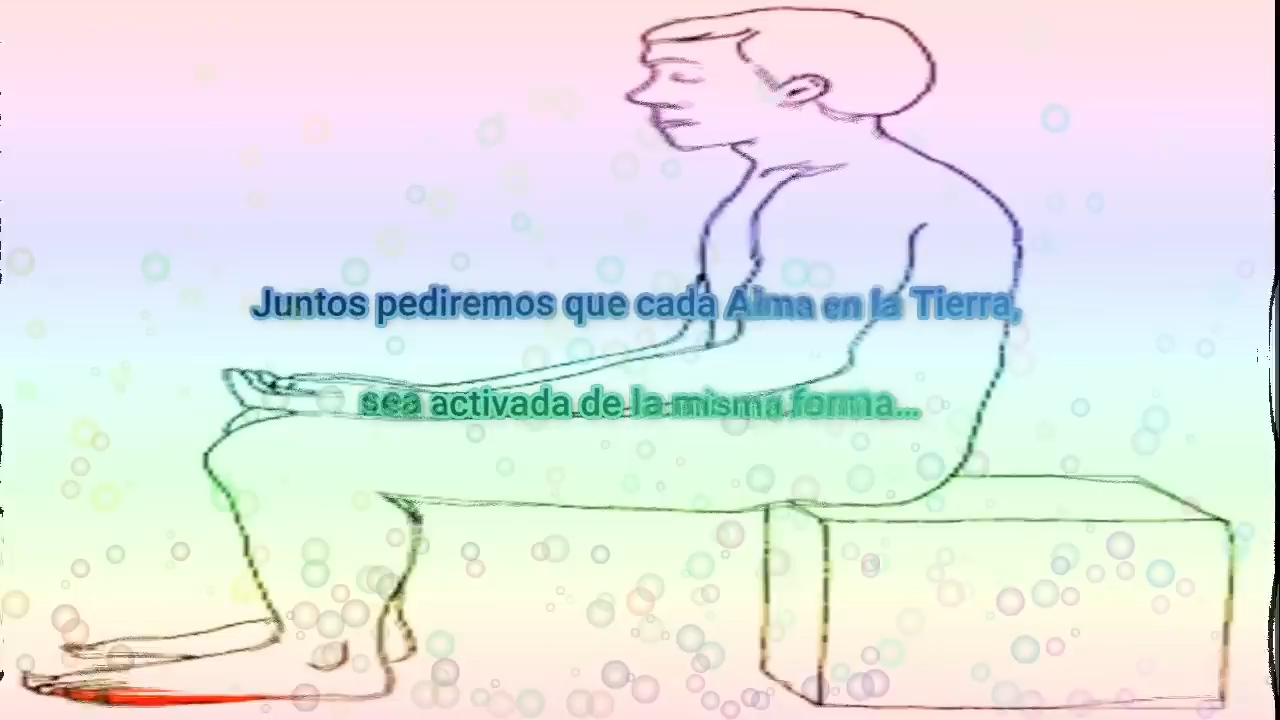 Juntos pediremos que cada Alma en la Tierra,
sea activada de la misma forma...